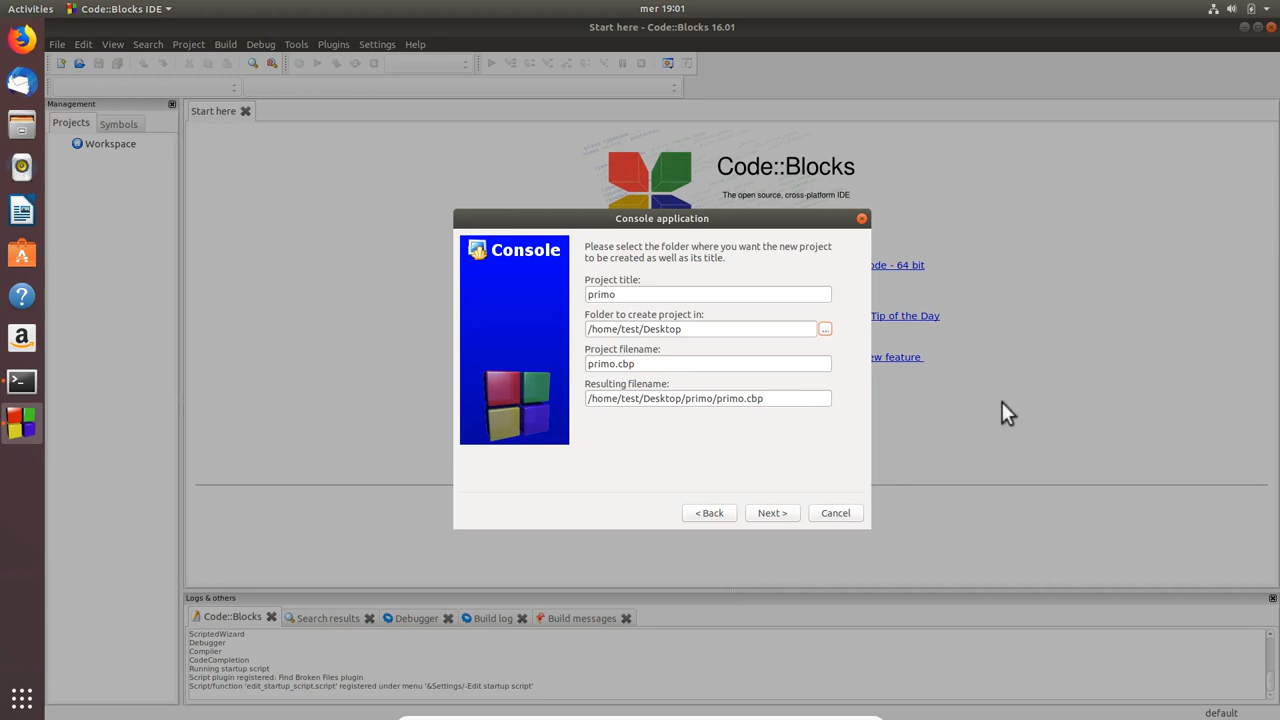 Activities
Code::Blocks IDE
mer 19:01
Start here - Code::Blocks 16.01
File Edit View Search Project Build Debug Tools Plugins Settings Help
Management
Projects
Symbols
Workspace
Start here
Code::Blocks
The open source, cross-platform IDE
ode - 64 bit
Tip of the Day
ew feature
Console application
Console
Please select the folder where you want the new project
to be created as well as its title.
Project title:
primo
Folder to create project in:
/home/test/Desktop
...
Project filename:
primo.cbp
Resulting filename:
/home/test/Desktop/primo/primo.cbp
< Back
Next >
Cancel
Logs & others
Code::Blocks
Search results
Debugger
Build log
Build messages
ScriptedWizard
Debugger
Compiler
CodeCompletion
Running startup script
Script plugin registered: Find Broken Files plugin
Script/function 'edit_startup_script.script' registered under menu '&Settings/-Edit startup script'
default